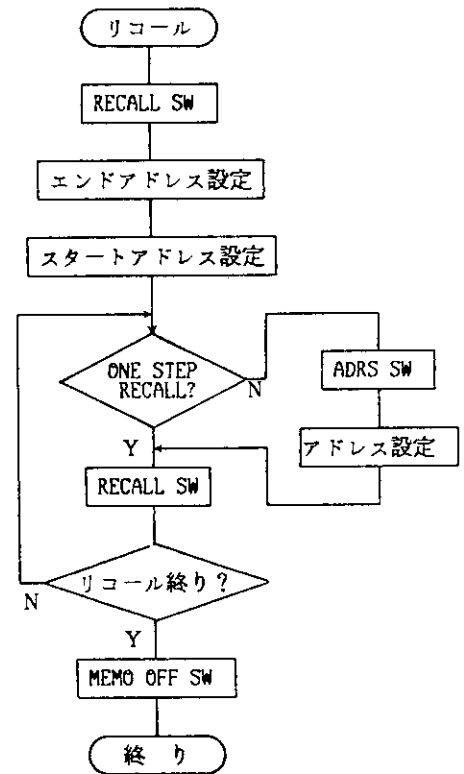 リコール
RECALL SW
エンドアドレス設定
スタートアドレス設定
ONE STEP
RECALL?
N
ADRS SW
アドレス設定
Y
RECALL SW
リコール終り?
N
Y
MEMO OFF SW
終り